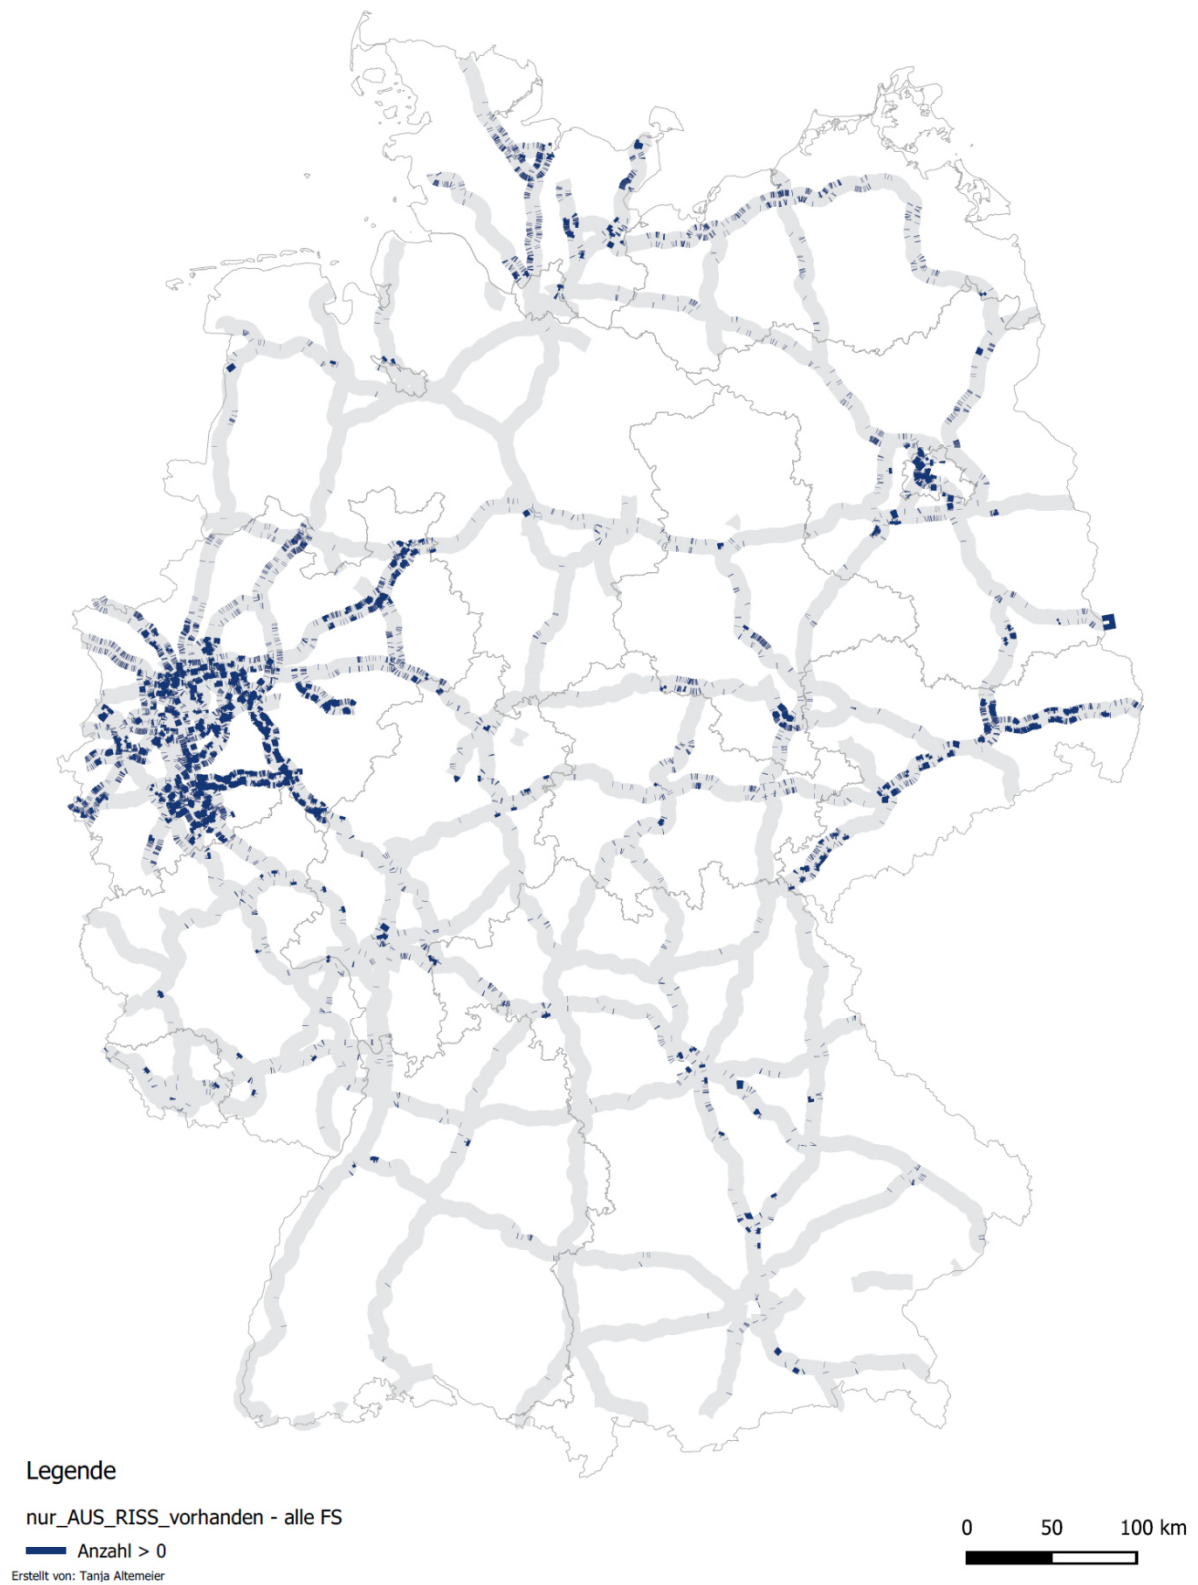 Legende
nur_AUS_RISS_vorhanden - alle FS
Anzahl > 0
Erstellt von: Tanja Altemeier
0 50 100 km